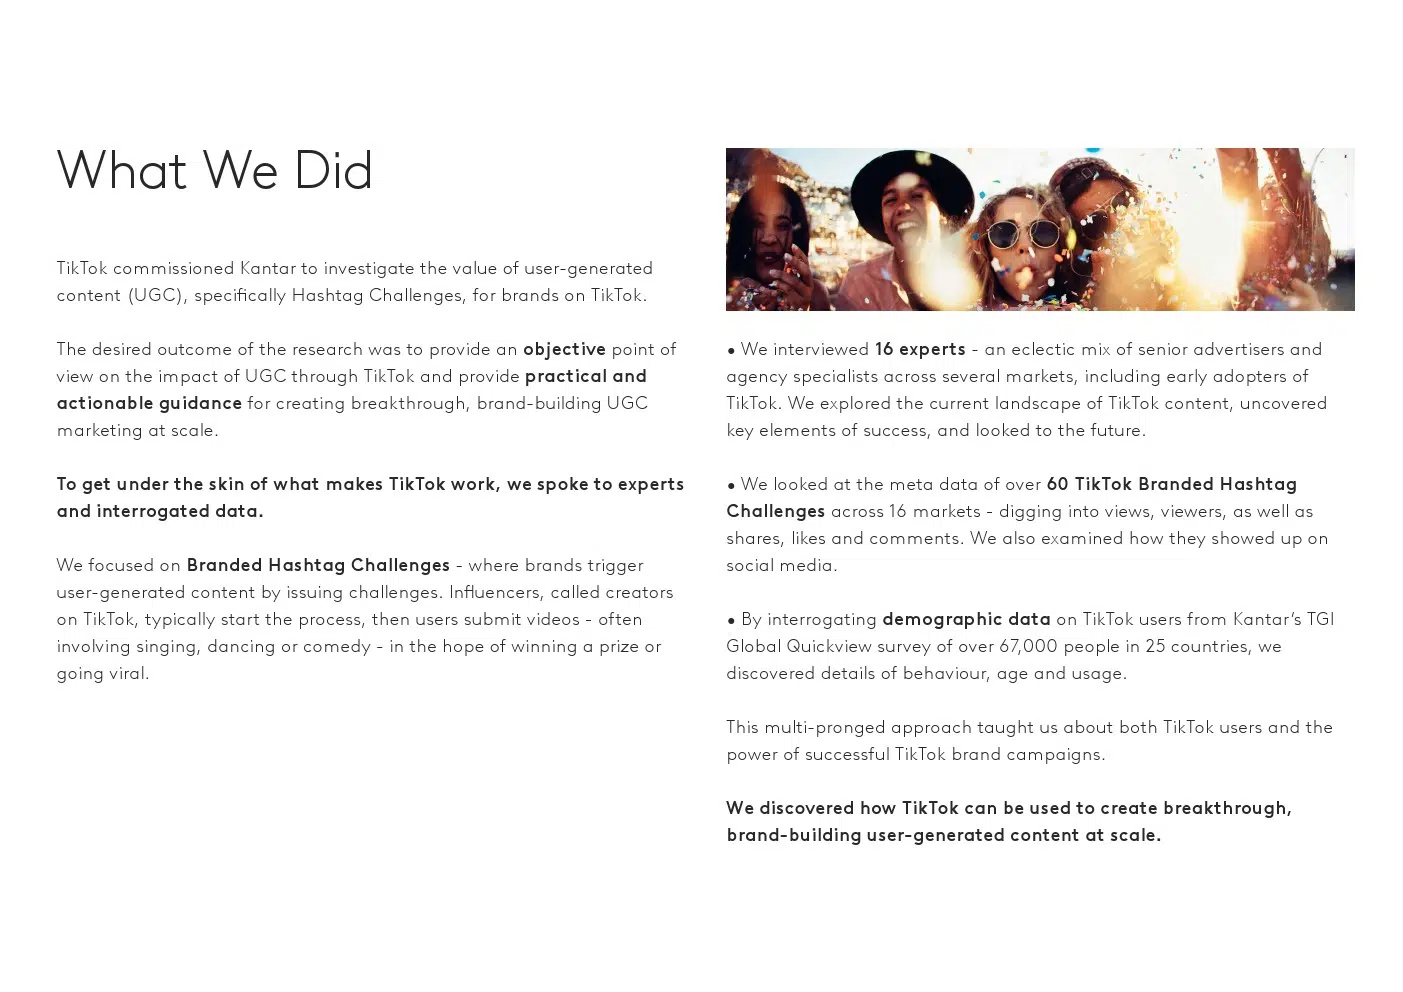 What We Did
TikTok commissioned Kantar to investigate the value of user-generated
content (UGC), specifically Hashtag Challenges, for brands on TikTok.
The desired outcome of the research was to provide an objective point of
view on the impact of UGC through TikTok and provide practical and
actionable guidance for creating breakthrough, brand-building UGC
marketing at scale.
To get under the skin of what makes TikTok work, we spoke to experts
and interrogated data.
We focused on Branded Hashtag Challenges - where brands trigger
user-generated content by issuing challenges. Influencers, called creators
on TikTok, typically start the process, then users submit videos - often
involving singing, dancing or comedy - in the hope of winning a prize or
going viral.
• We interviewed 16 experts - an eclectic mix of senior advertisers and
agency specialists across several markets, including early adopters of
TikTok. We explored the current landscape of TikTok content, uncovered
key elements of success, and looked to the future.
• We looked at the meta data of over 60 TikTok Branded Hashtag
Challenges across 16 markets - digging into views, viewers, as well as
shares, likes and comments. We also examined how they showed up on
social media.
• By interrogating demographic data on TikTok users from Kantar's TGI
Global Quickview survey of over 67,000 people in 25 countries, we
discovered details of behaviour, age and usage.
This multi-pronged approach taught us about both TikTok users and the
power of successful TikTok brand campaigns.
We discovered how TikTok can be used to create breakthrough,
brand-building user-generated content at scale.